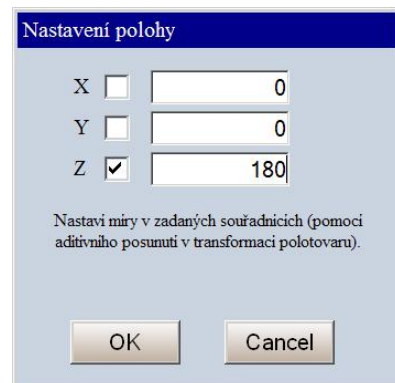 Nastavení polohy
X 0
Y 0
Z 180
Nastaví míry v zadaných souřadnicích (pomocí
aditivního posunutí v transformaci polotovaru).
OK Cancel